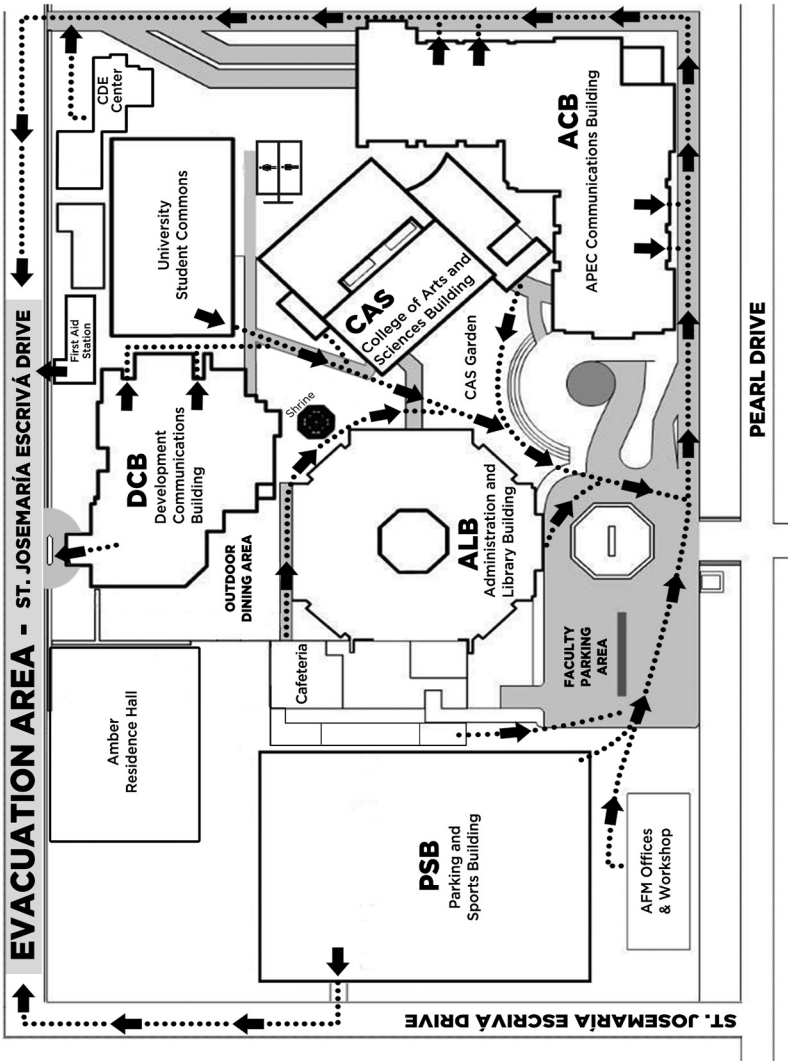 EVACUATION AREA - ST. JOSEMARÍA ESCRIVÁ DRIVE
CDE
Center
University
Student Commons
First Aid
Station
DCB
Development
Communications
Building
OUTDOOR
DINING AREA
Amber
Residence Hall
Shrine
CAS
College of Arts and
Sciences Building
CAS Garden
ACB
APEC Communications Building
ALB
Administration and
Library Building
Cafeteria
FACULTY
PARKING
AREA
PSB
Parking and
Sports Building
AFM Offices
& Workshop
PEARL DRIVE
ST. JOSEMARÍA ESCRIVÁ DRIVE